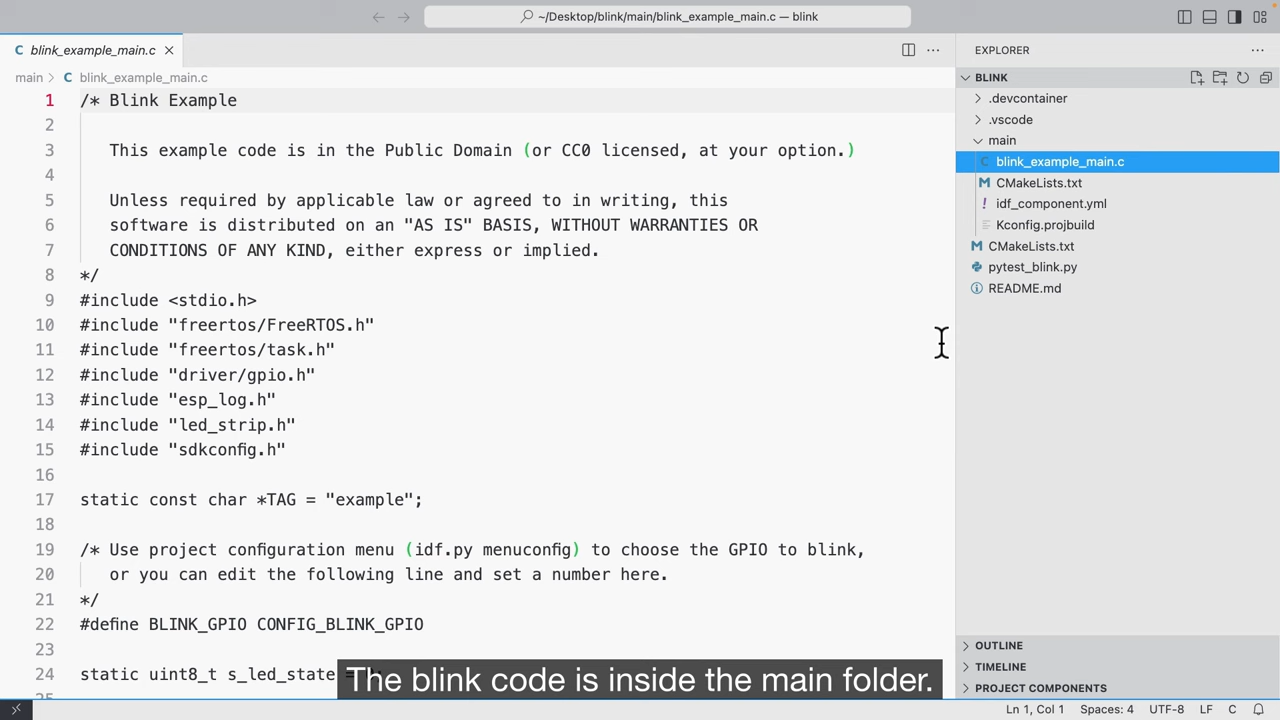 ~/Desktop/blink/main/blink_example_main.c — blink
C blink_example_main.c
main > C blink_example_main.c
1 /* Blink Example
2
3 This example code is in the Public Domain (or CC0 licensed, at your option.)
4
5 Unless required by applicable law or agreed to in writing, this
6 software is distributed on an "AS IS" BASIS, WITHOUT WARRANTIES OR
7 CONDITIONS OF ANY KIND, either express or implied.
8 */
9 #include <stdio.h>
10 #include "freertos/FreeRTOS.h"
11 #include "freertos/task.h"
12 #include "driver/gpio.h"
13 #include "esp_log.h"
14 #include "led_strip.h"
15 #include "sdkconfig.h"
16
17 static const char *TAG = "example";
18
19 /* Use project configuration menu (idf.py menuconfig) to choose the GPIO to blink,
20 or you can edit the following line and set a number here.
21 */
22 #define BLINK_GPIO CONFIG_BLINK_GPIO
23
24 static uint8_t s_led_state
The blink code is inside the main folder.
EXPLORER
BLINK
.devcontainer
.vscode
main
C blink_example_main.c
CMakeLists.txt
! idf_component.yml
Kconfig.projbuild
CMakeLists.txt
pytest_blink.py
README.md
OUTLINE
TIMELINE
PROJECT COMPONENTS
Ln 1, Col 1 Spaces: 4 UTF-8 LF C